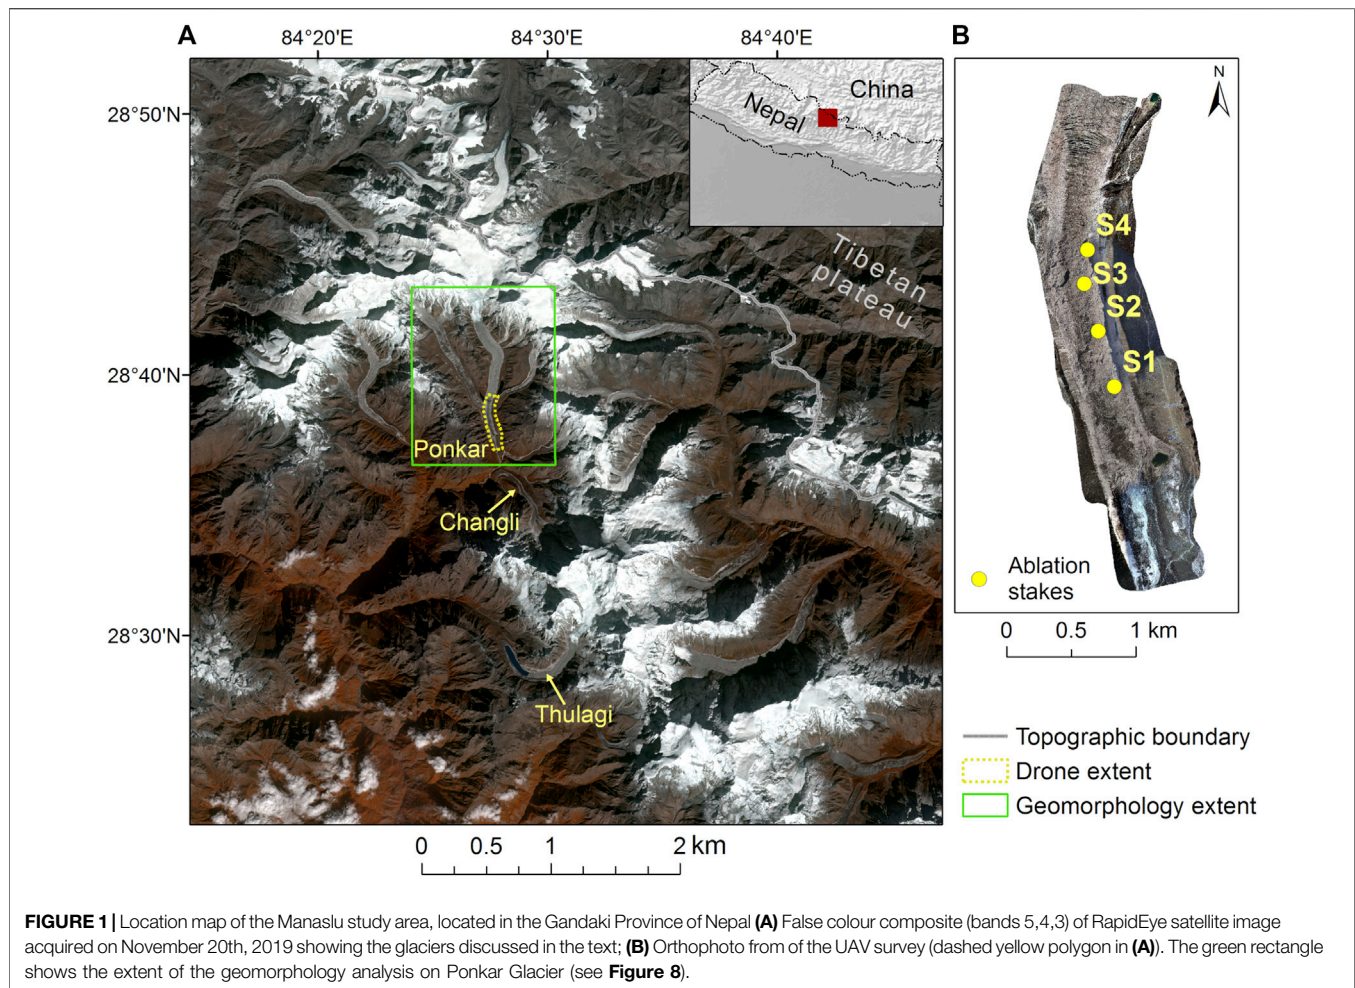 A
84°20'E
84°30'E
84°40'E
B
28°50'N
28°40'N
28°30'N
China
Nepal
Tibetan
plateau
Ponkar
Changli
Thulagi
0 0.5 1 2 km
N
S4
S3
S2
S1
Ablation
stakes
0 0.5 1 km
Topographic boundary
Drone extent
Geomorphology extent
FIGURE 1 | Location map of the Manaslu study area, located in the Gandaki Province of Nepal (A) False colour composite (bands 5,4,3) of RapidEye satellite image
acquired on November 20th, 2019 showing the glaciers discussed in the text; (B) Orthophoto from of the UAV survey (dashed yellow polygon in (A)). The green rectangle
shows the extent of the geomorphology analysis on Ponkar Glacier (see Figure 8).